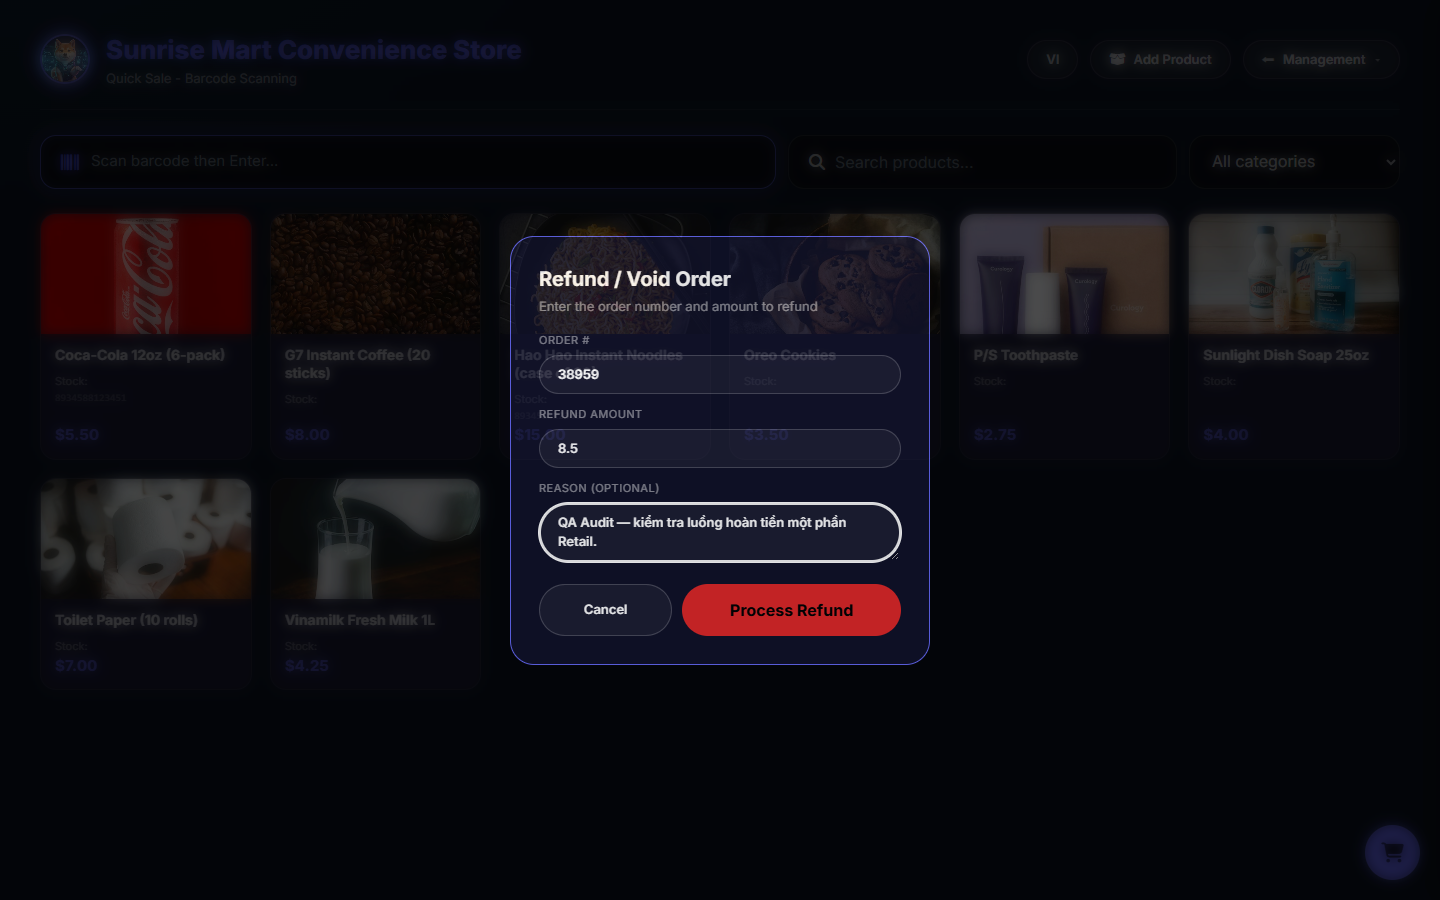 Sunrise Mart Convenience Store
Quick Sale - Barcode Scanning
VI
Add Product
Management
Scan barcode then Enter...
Search products...
All categories
Coca-Cola 12oz (6-pack)
Stock:
$5.50
G7 Instant Coffee (20
sticks)
Stock:
$8.00
Hao Hao Instant Noodles
(case
Stock:
$15.00
Oreo Cookies
Stock:
$3.50
P/S Toothpaste
Stock:
$2.75
Sunlight Dish Soap 25oz
Stock:
$4.00
Toilet Paper (10 rolls)
Stock:
$7.00
Vinamilk Fresh Milk 1L
Stock:
$4.25
Refund / Void Order
Enter the order number and amount to refund
ORDER #
38959
REFUND AMOUNT
8.5
REASON (OPTIONAL)
QA Audit — kiểm tra luồng hoàn tiền một phần
Retail.
Cancel
Process Refund